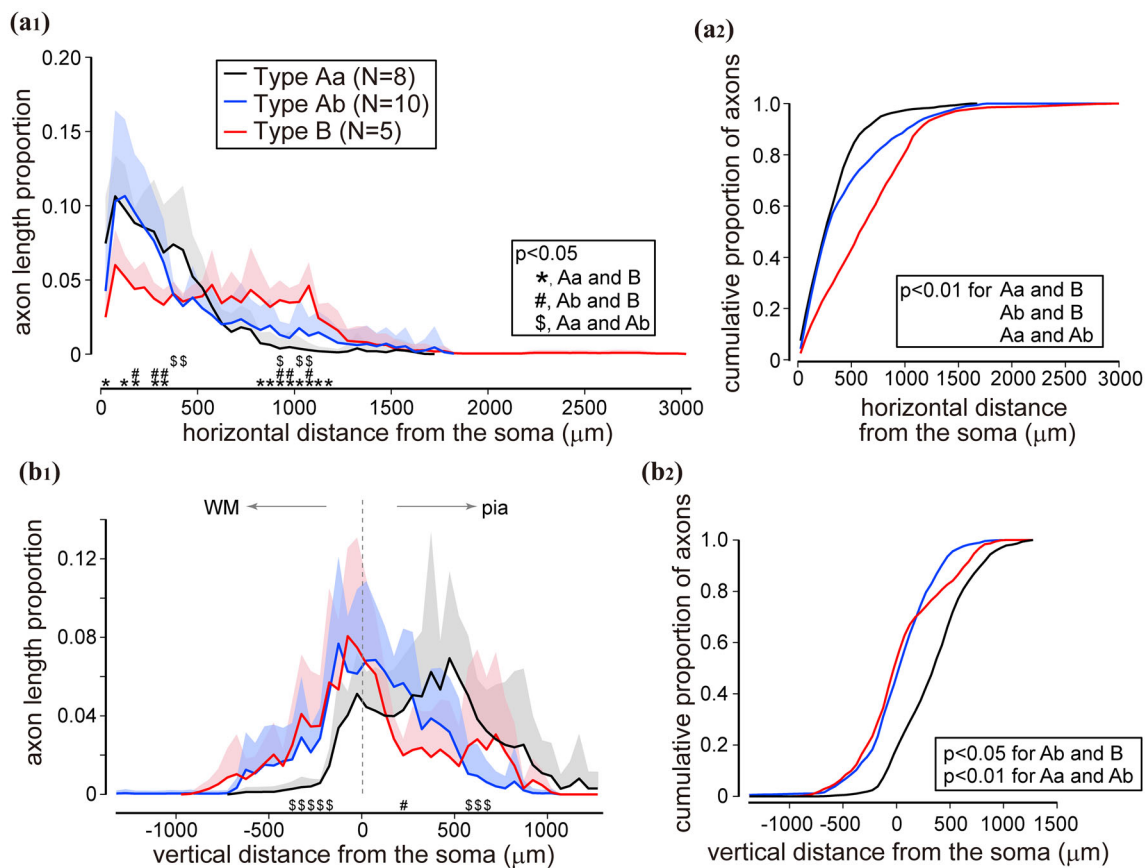 (a1)
0.20
0.15
0.10
0.05
0
axon length proportion
Type Aa (N=8)
Type Ab (N=10)
Type B (N=5)
p<0.05
*, Aa and B
#, Ab and B
$, Aa and Ab
$$ $ $$
# ## ## #
* ** ** ********
0 500 1000 1500 2000 2500 3000
horizontal distance from the soma (μm)
(a2)
1.0
0.8
0.6
0.4
0.2
0
cumulative proportion of axons
p<0.01 for Aa and B
Ab and B
Aa and Ab
0 500 1000 1500 2000 3000
horizontal distance
from the soma (μm)
(b1)
WM
pia
0.12
0.08
0.04
0
axon length proportion
$$$$$$ # $$$
-1000 -500 0 500 1000
vertical distance from the soma (μm)
(b2)
1.0
0.8
0.6
0.4
0.2
0
cumulative proportion of axons
p<0.05 for Ab and B
p<0.01 for Aa and Ab
-1000 -500 0 500 1000 1500
vertical distance from the soma (μm)